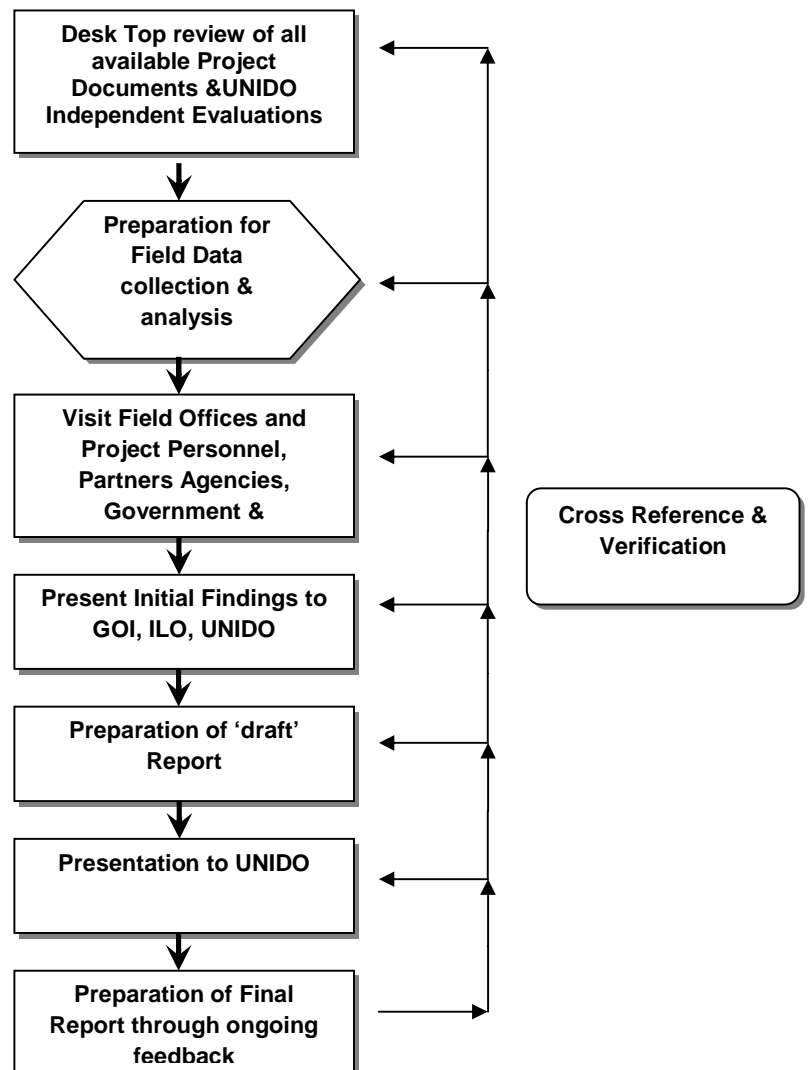 Desk Top review of all
available Project
Documents &UNIDO
Independent Evaluations
Preparation for
Field Data
collection &
analysis
Visit Field Offices and
Project Personnel,
Partners Agencies,
Government &
Cross Reference &
Verification
Present Initial Findings to
GOI, ILO, UNIDO
Preparation of ‘draft’
Report
Presentation to UNIDO
Preparation of Final
Report through ongoing
feedback